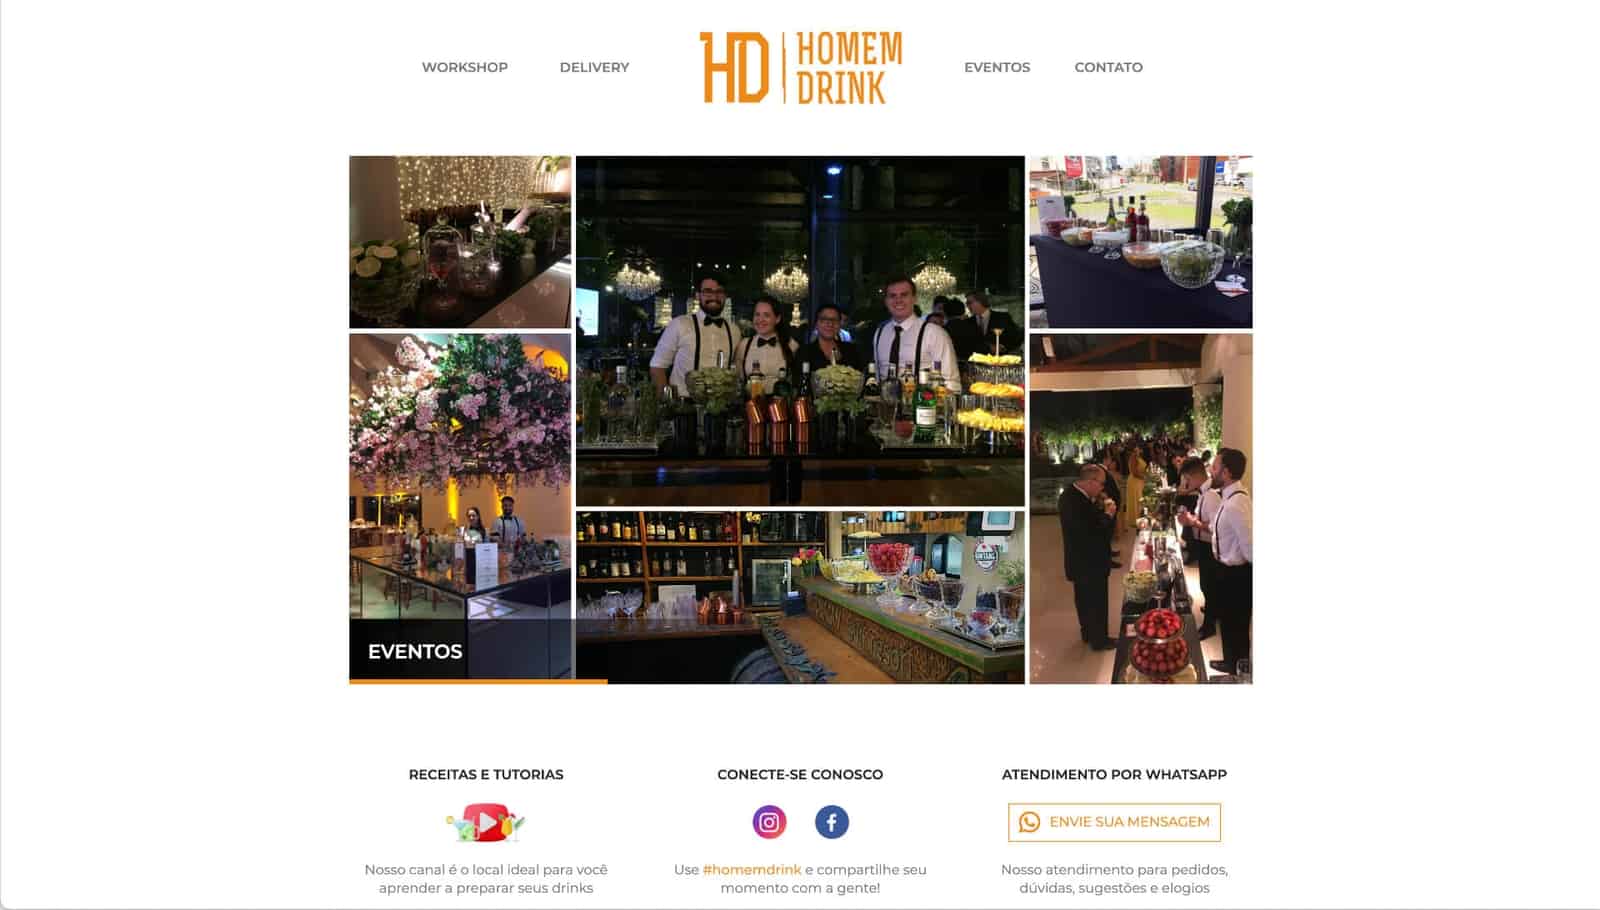 WORKSHOP
DELIVERY
HD
HOMEM
DRINK
EVENTOS
CONTATO
EVENTOS
RECEITAS E TUTORIAS
CONECTE-SE CONOSCO
ATENDIMENTO POR WHATSAPP
ENVIE SUA MENSAGEM
Nosso canal é o local ideal para você
aprender a preparar seus drinks
Use #homemdrink e compartilhe seu
momento com a gente!
Nosso atendimento para pedidos,
dúvidas, sugestões e elogios